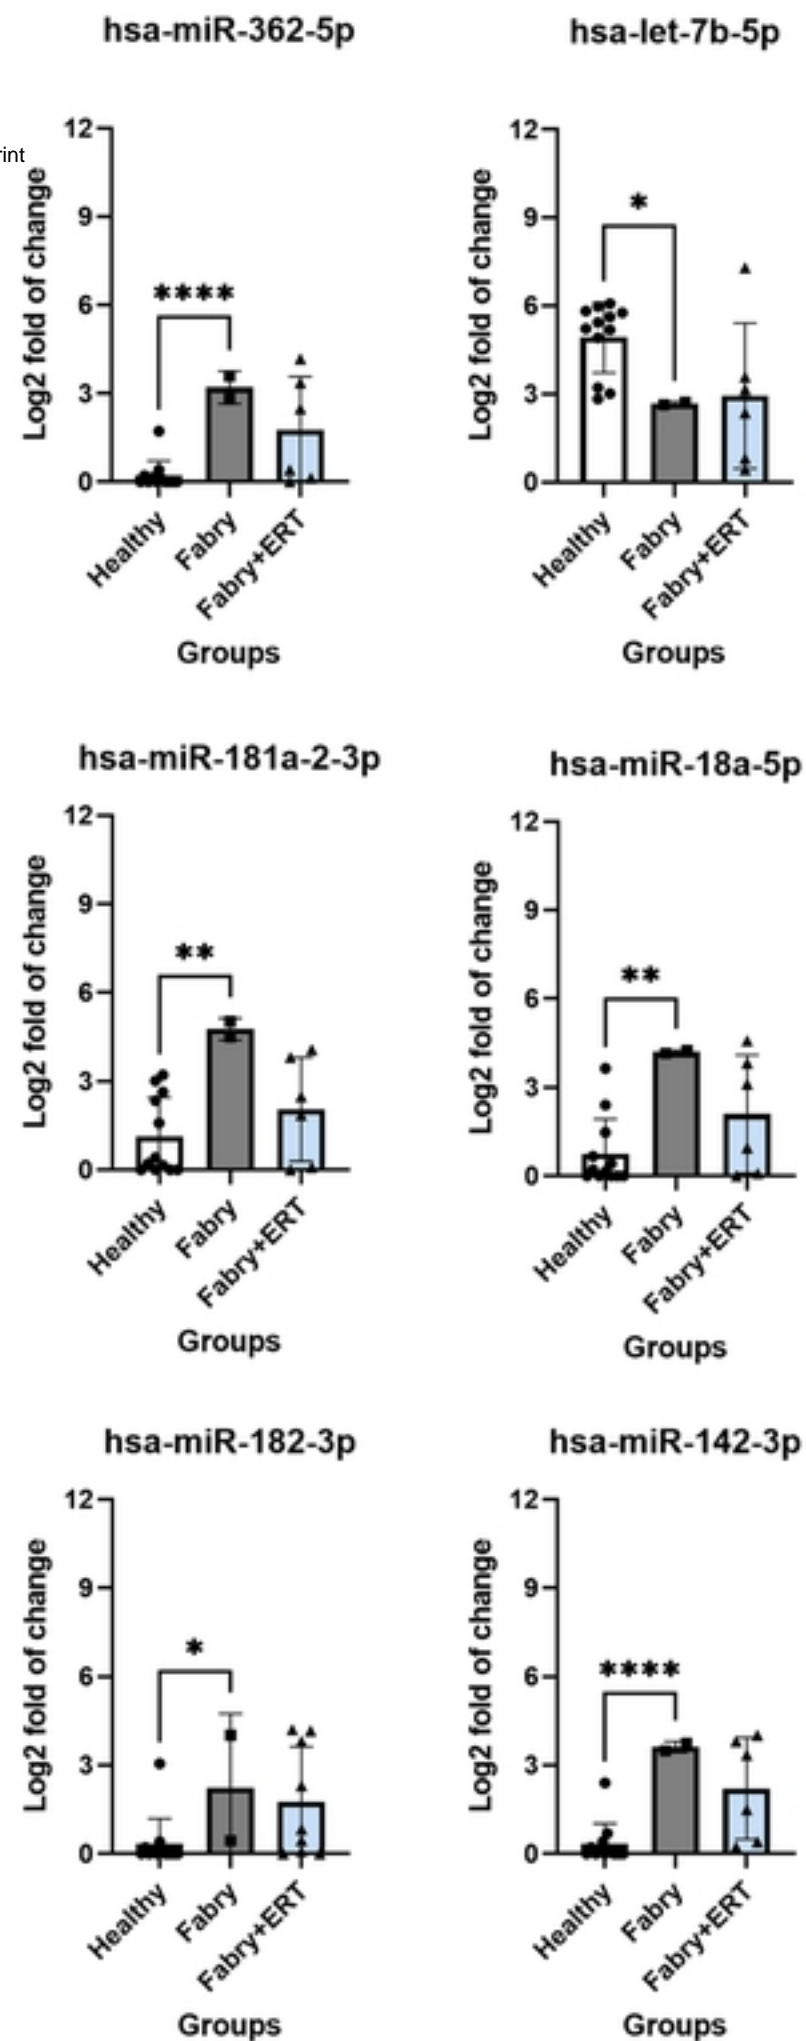 hsa-miR-362-5p
rint
Log2 fold of change
12
9
6
3
0
****
Healthy
Fabry
Fabry+ERT
Groups
hsa-let-7b-5p
Log2 fold of change
12
9
6
3
0
*
Healthy
Fabry
Fabry+ERT
Groups
hsa-miR-181a-2-3p
Log2 fold of change
12
9
6
3
0
**
Healthy
Fabry
Fabry+ERT
Groups
hsa-miR-18a-5p
Log2 fold of change
12
9
6
3
0
**
Healthy
Fabry
Fabry+ERT
Groups
hsa-miR-182-3p
Log2 fold of change
12
9
6
3
0
*
Healthy
Fabry
Fabry+ERT
Groups
hsa-miR-142-3p
Log2 fold of change
12
9
6
3
0
****
Healthy
Fabry
Fabry+ERT
Groups